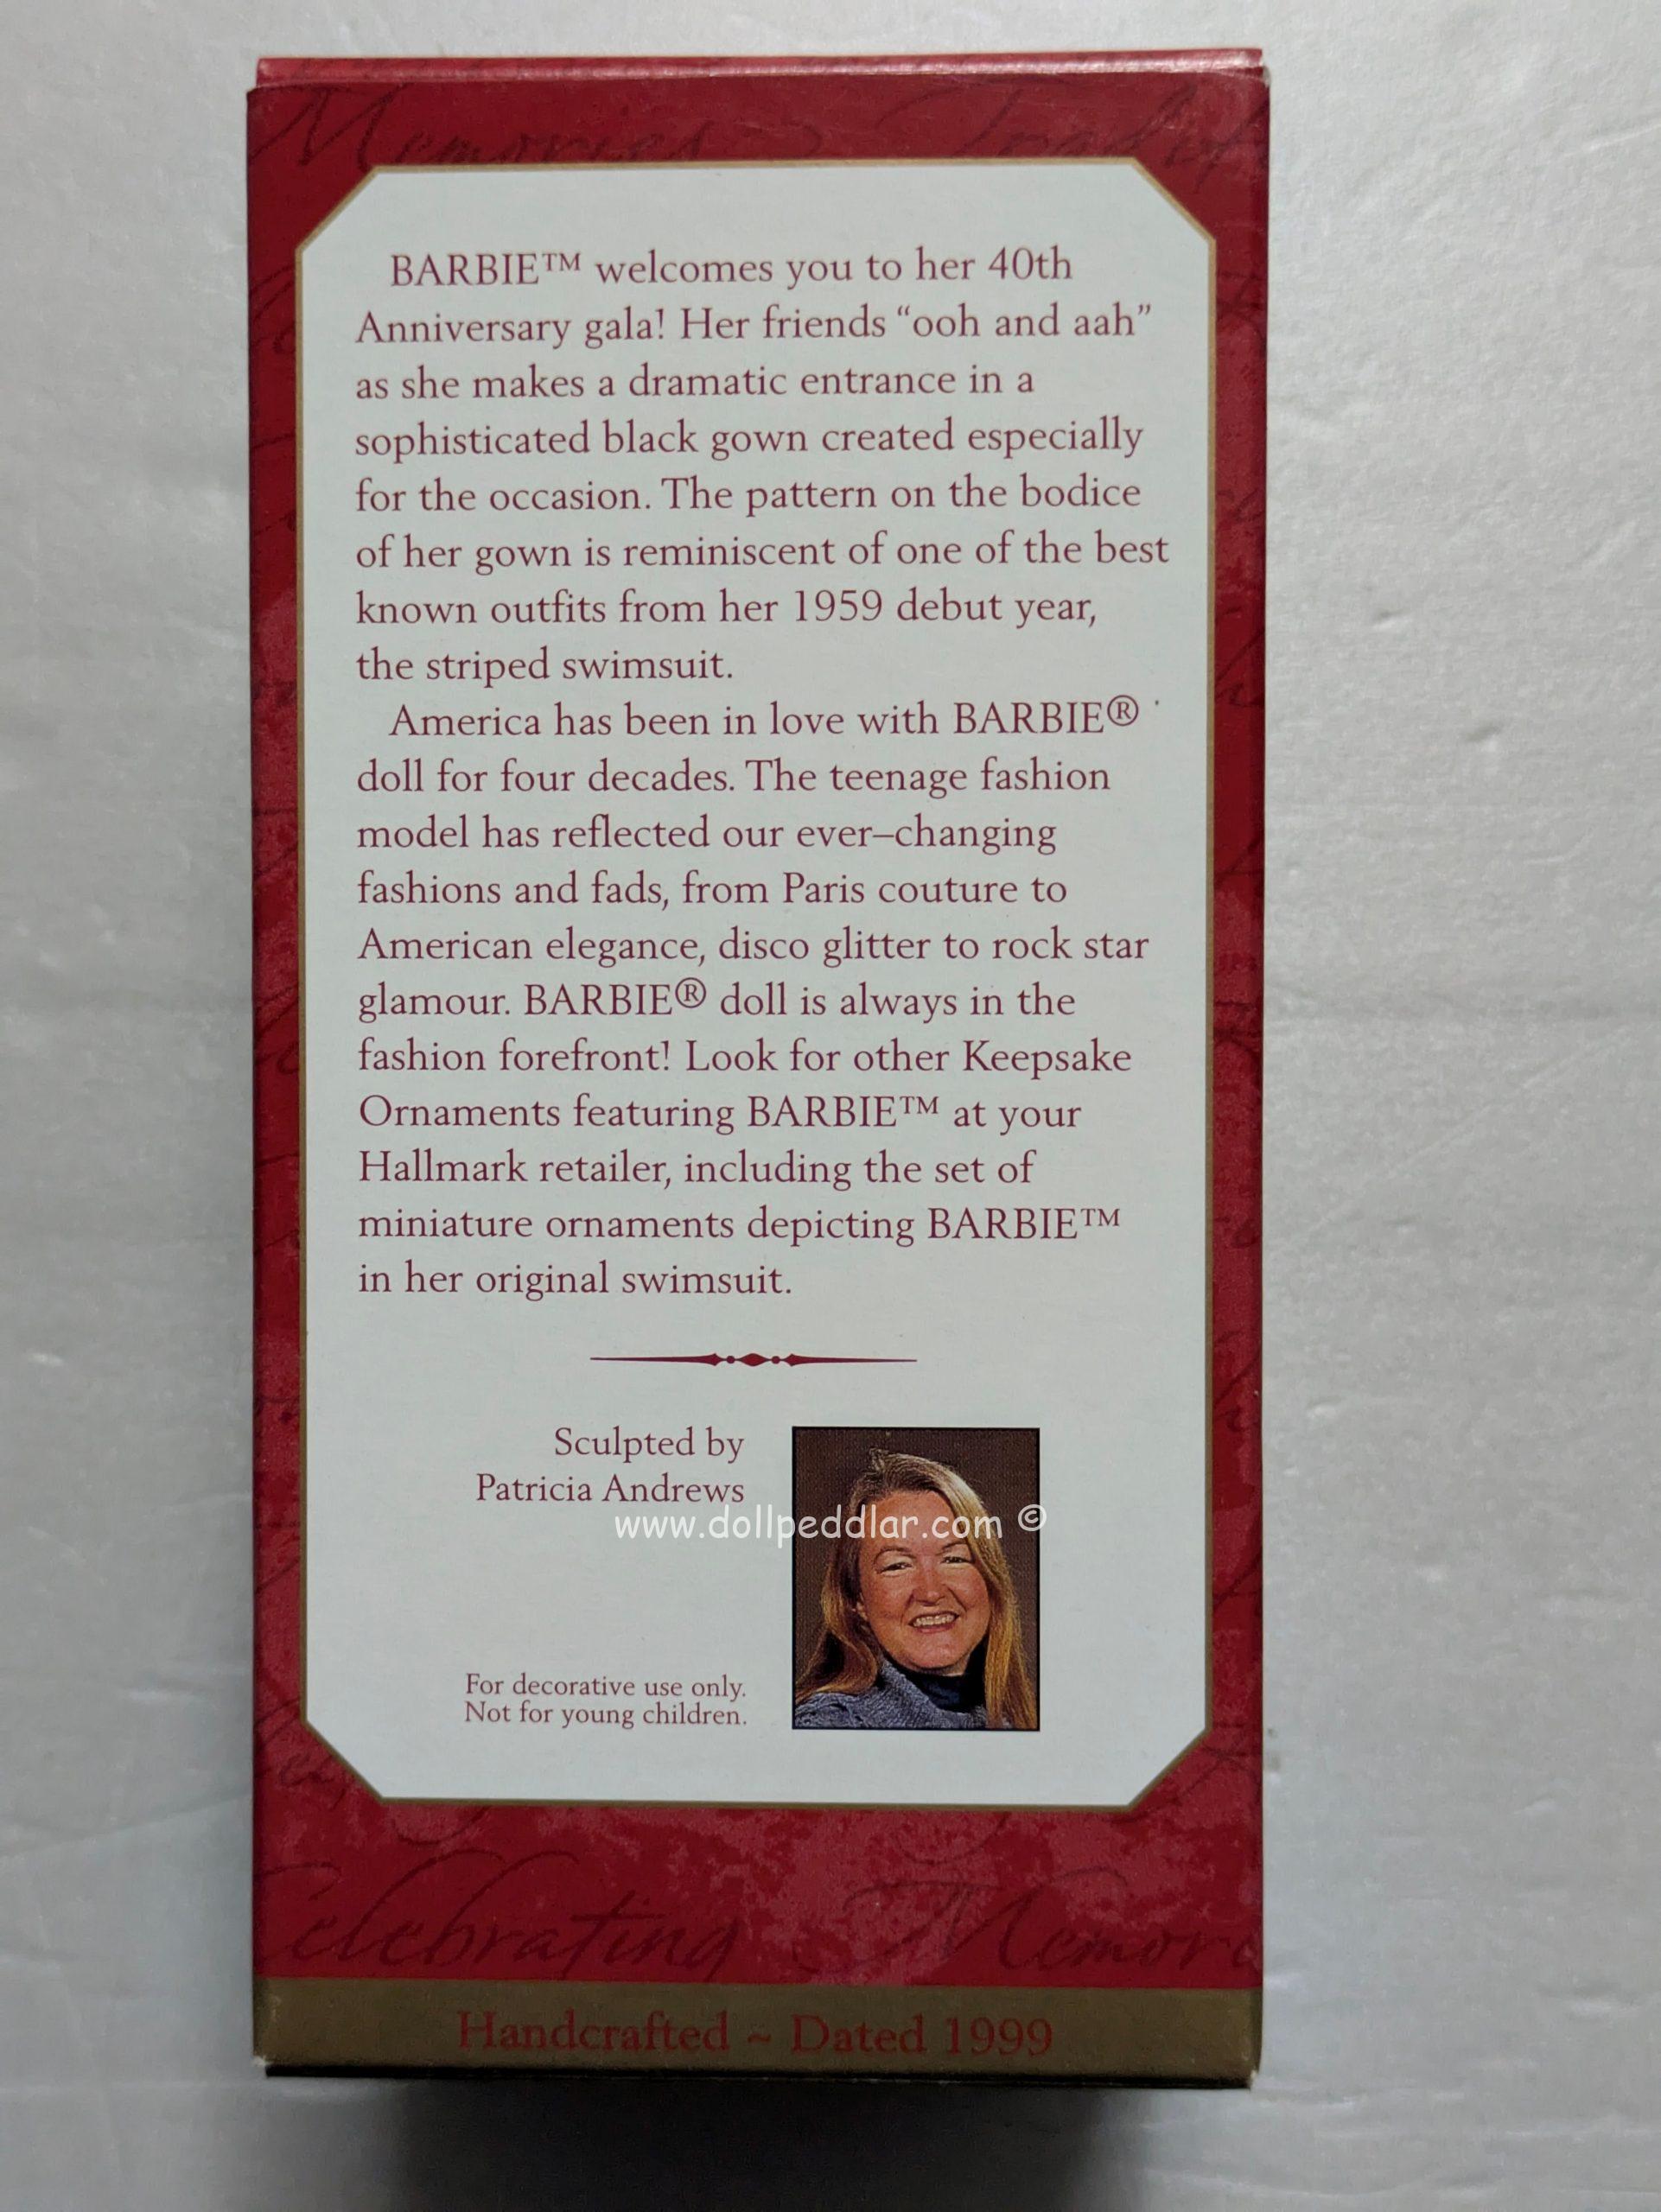 Memories
BARBIE™ welcomes you to her 40th
Anniversary gala! Her friends “ooh and aah”
as she makes a dramatic entrance in a
sophisticated black gown created especially
for the occasion. The pattern on the bodice
of her gown is reminiscent of one of the best
known outfits from her 1959 debut year,
the striped swimsuit.
America has been in love with BARBIE®
doll for four decades. The teenage fashion
model has reflected our ever–changing
fashions and fads, from Paris couture to
American elegance, disco glitter to rock star
glamour. BARBIE® doll is always in the
fashion forefront! Look for other Keepsake
Ornaments featuring BARBIE™ at your
Hallmark retailer, including the set of
miniature ornaments depicting BARBIE™
in her original swimsuit.
Sculpted by
Patricia Andrews
www.dollpeddlar.com ©
For decorative use only.
Not for young children.
Celebrating Memor
Handcrafted ~ Dated 1999